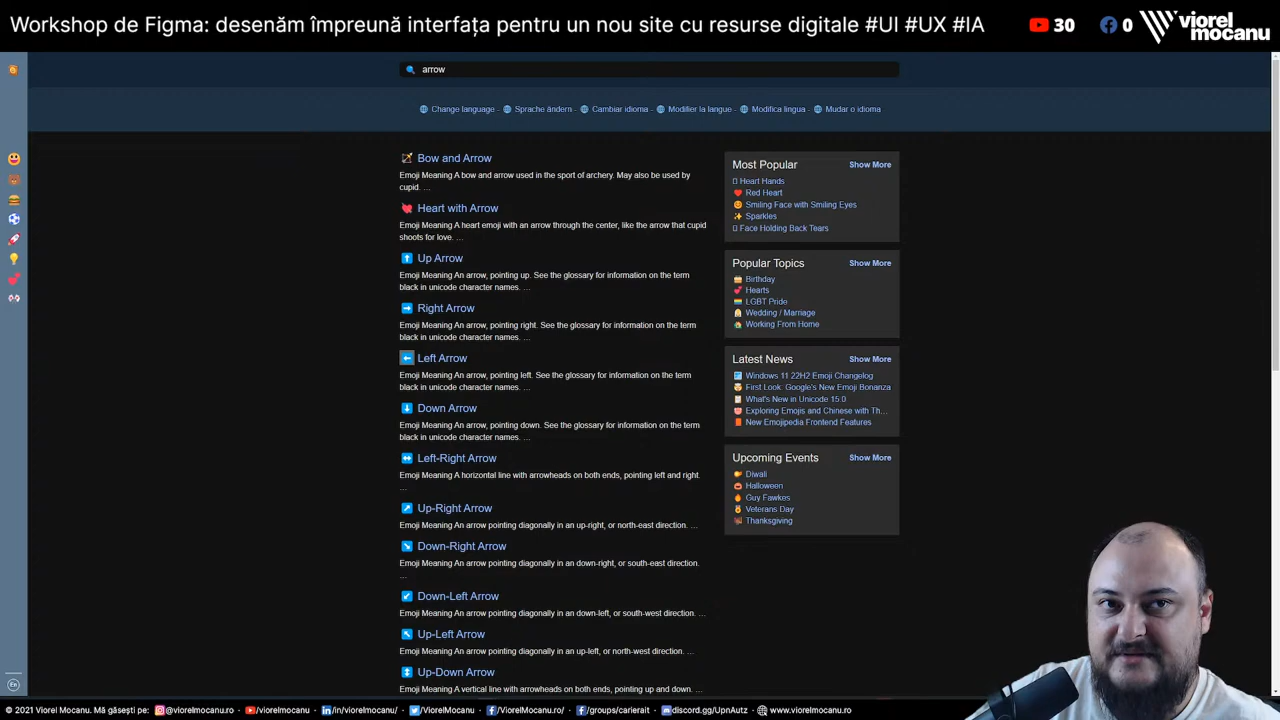 Workshop de Figma: desenăm împreună interfața pentru un nou site cu resurse digitale #UI #UX #IA
30
0
viorel
mocanu
arrow
Change language - Sprache ändern - Cambiar idioma - Modifier la langue - Modifica lingua - Mudar o idioma
Bow and Arrow
Emoji Meaning A bow and arrow used in the sport of archery. May also be used by
cupid. …
Heart with Arrow
Emoji Meaning A heart emoji with an arrow through the center, like the arrow that cupid
shoots for love. …
Up Arrow
Emoji Meaning An arrow, pointing up. See the glossary for information on the term
black in unicode character names. …
Right Arrow
Emoji Meaning An arrow, pointing right. See the glossary for information on the term
black in unicode character names. …
Left Arrow
Emoji Meaning An arrow, pointing left. See the glossary for information on the term
black in unicode character names. …
Down Arrow
Emoji Meaning An arrow, pointing down. See the glossary for information on the term
black in unicode character names. …
Left-Right Arrow
Emoji Meaning A horizontal line with arrowheads on both ends, pointing left and right.
…
Up-Right Arrow
Emoji Meaning An arrow pointing diagonally in an up-right, or north-east direction. …
Down-Right Arrow
Emoji Meaning An arrow pointing diagonally in an down-right, or south-east direction.
…
Down-Left Arrow
Emoji Meaning An arrow pointing diagonally in an down-left, or south-west direction. …
Up-Left Arrow
Emoji Meaning An arrow pointing diagonally in an up-left, or north-west direction. …
Up-Down Arrow
Emoji Meaning A vertical line with arrowheads on both ends, pointing up and down. …
Most Popular Show More
Heart Hands
Red Heart
Smiling Face with Smiling Eyes
Sparkles
Face Holding Back Tears
Popular Topics Show More
Birthday
Hearts
LGBT Pride
Wedding / Marriage
Working From Home
Latest News Show More
Windows 11 22H2 Emoji Changelog
First Look: Google's New Emoji Bonanza
What's New in Unicode 15.0
Exploring Emojis and Chinese with Th...
New Emojipedia Frontend Features
Upcoming Events Show More
Diwali
Halloween
Guy Fawkes
Veterans Day
Thanksgiving
En
© 2021 Viorel Mocanu. Mă găsești pe: @viorelmocanu.ro /viorelmocanu /in/viorelmocanu/ /ViorelMocanu /ViorelMocanu.ro/ /groups/carierait discord.gg/UpnAutz www.viorelmocanu.ro